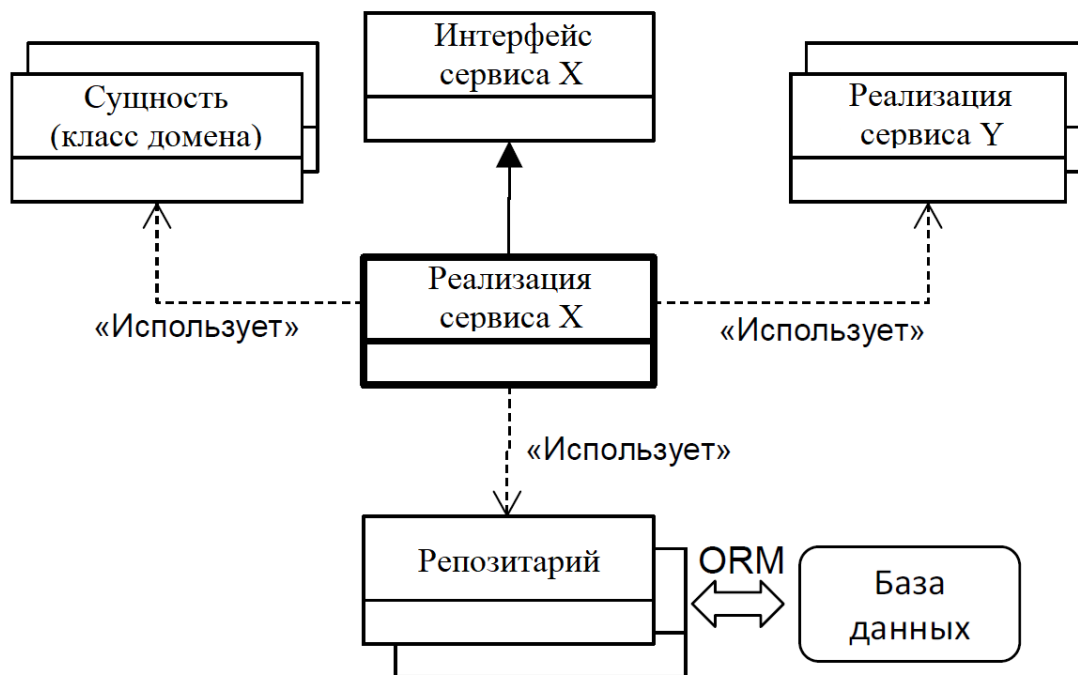 Интерфейс
сервиса X
Сущность
(класс домена)
Реализация
сервиса Y
Реализация
сервиса X
«Использует»
«Использует»
«Использует»
Репозитарий
ORM
База
данных